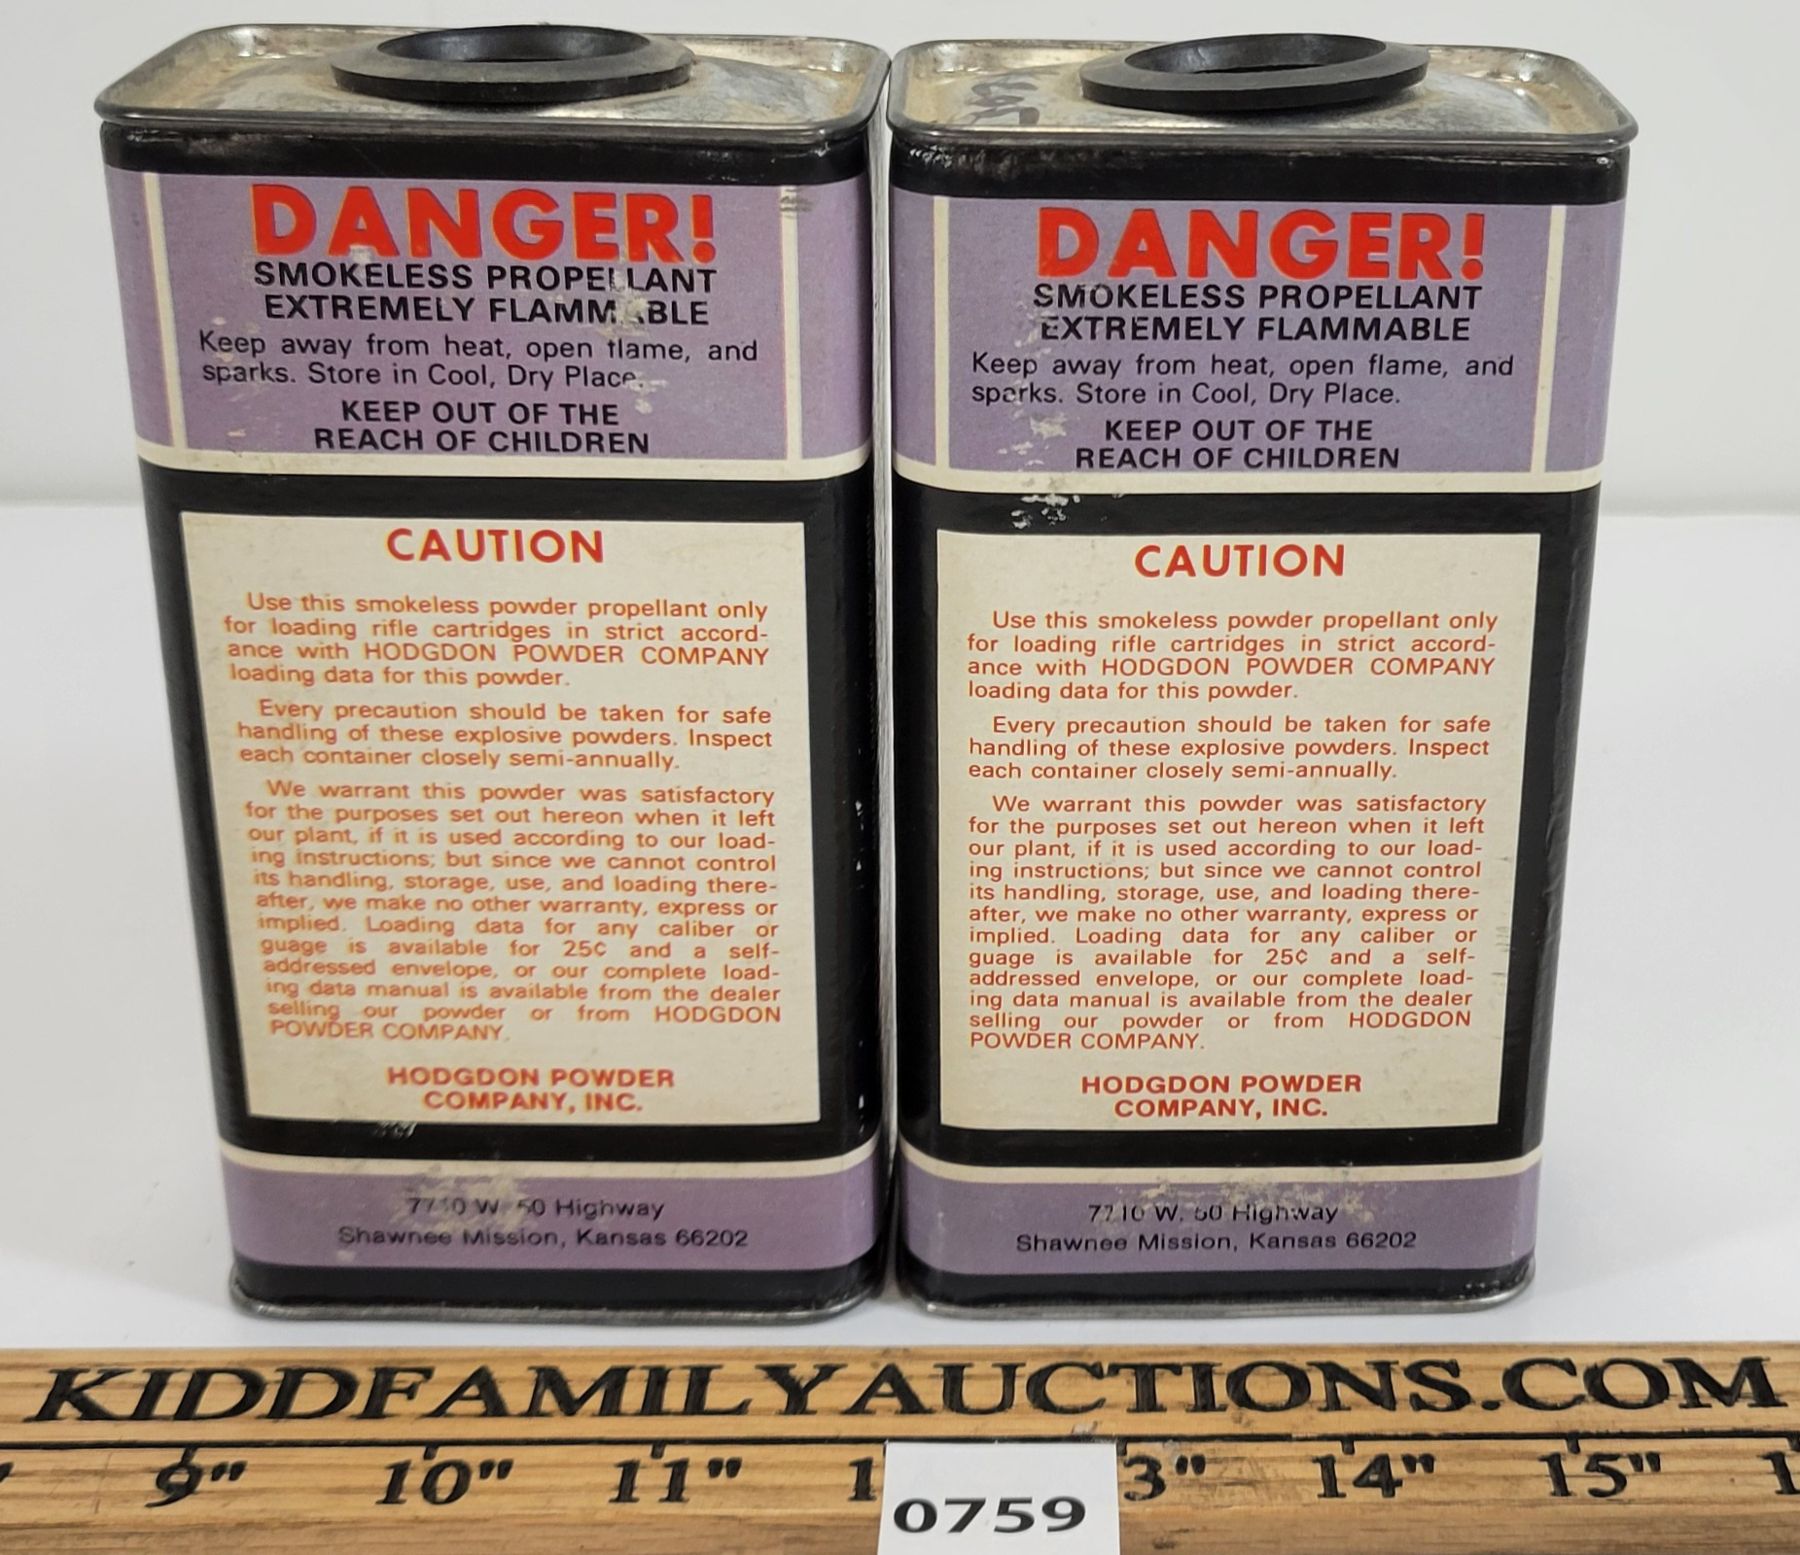 DANGER!
SMOKELESS PROPELLANT
EXTREMELY FLAMMABLE
Keep away from heat, open flame, and
sparks. Store in Cool, Dry Place.
KEEP OUT OF THE
REACH OF CHILDREN
CAUTION
Use this smokeless powder propellant only
for loading rifle cartridges in strict accord-
ance with HODGDON POWDER COMPANY
loading data for this powder.
Every precaution should be taken for safe
handling of these explosive powders. Inspect
each container closely semi-annually.
We warrant this powder was satisfactory
for the purposes set out hereon when it left
our plant, if it is used according to our load-
ing instructions; but since we cannot control
its handling, storage, use, and loading there-
after, we make no other warranty, express or
implied. Loading data for any caliber or
guage is available for 25¢ and a self-
addressed envelope, or our complete load-
ing data manual is available from the dealer
selling our powder or from HODGDON
POWDER COMPANY.
HODGDON POWDER
COMPANY, INC.
7710 W. 50 Highway
Shawnee Mission, Kansas 66202
DANGER!
SMOKELESS PROPELLANT
EXTREMELY FLAMMABLE
Keep away from heat, open flame, and
sparks. Store in Cool, Dry Place.
KEEP OUT OF THE
REACH OF CHILDREN
CAUTION
Use this smokeless powder propellant only
for loading rifle cartridges in strict accord-
ance with HODGDON POWDER COMPANY
loading data for this powder.
Every precaution should be taken for safe
handling of these explosive powders. Inspect
each container closely semi-annually.
We warrant this powder was satisfactory
for the purposes set out hereon when it left
our plant, if it is used according to our load-
ing instructions; but since we cannot control
its handling, storage, use, and loading there-
after, we make no other warranty, express or
implied. Loading data for any caliber or
guage is available for 25¢ and a self-
addressed envelope, or our complete load-
ing data manual is available from the dealer
selling our powder or from HODGDON
POWDER COMPANY.
HODGDON POWDER
COMPANY, INC.
7710 W. 50 Highway
Shawnee Mission, Kansas 66202
KIDDFAMILYAUCTIONS.COM
9" 10" 11" 1 3" 14" 15" 1
0759